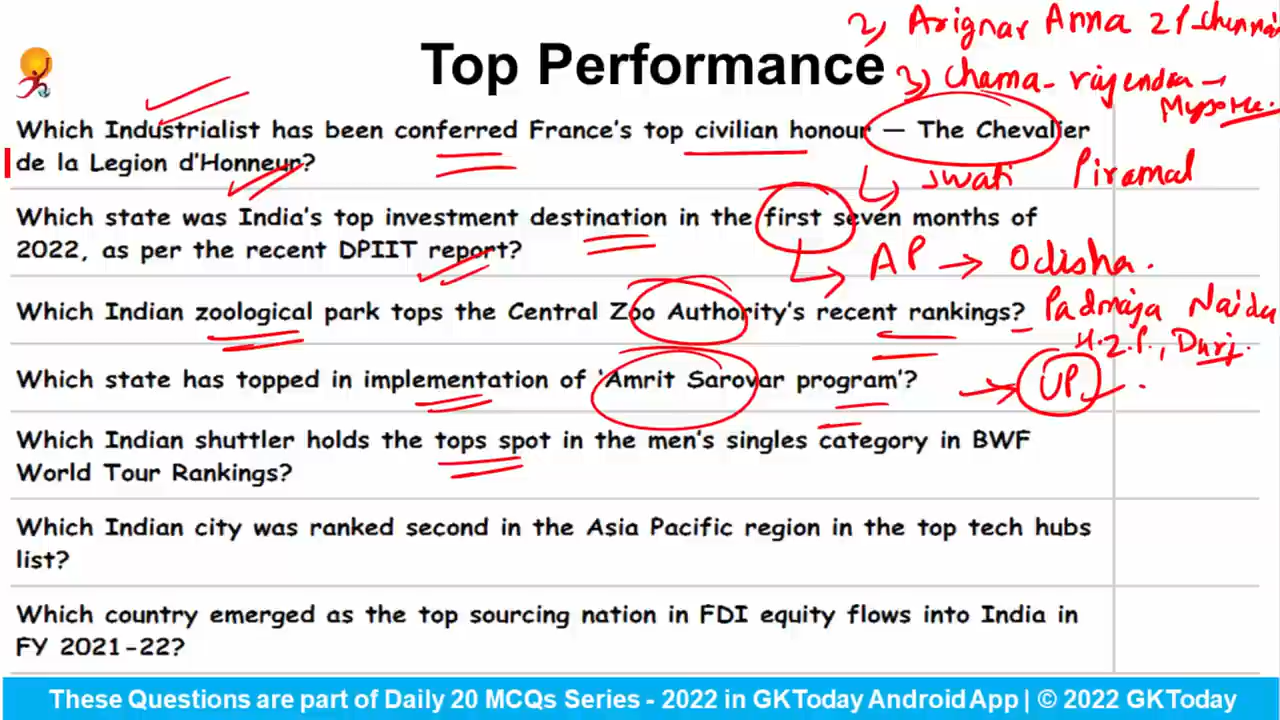 2) Arignar Anna ZP Chennai
Top Performance
3) Chama-rajendra → Mysore.
Which Industrialist has been conferred France's top civilian honour — The Chevalier
de la Legion d'Honneur?
Swati Piramal
Which state was India's top investment destination in the first seven months of
2022, as per the recent DPIIT report?
AP → Odisha.
Which Indian zoological park tops the Central Zoo Authority's recent rankings?
Padmaja Naidu
H.Z.P., Darj.
Which state has topped in implementation of 'Amrit Sarovar program'?
→ UP
Which Indian shuttler holds the tops spot in the men's singles category in BWF
World Tour Rankings?
Which Indian city was ranked second in the Asia Pacific region in the top tech hubs
list?
Which country emerged as the top sourcing nation in FDI equity flows into India in
FY 2021-22?
These Questions are part of Daily 20 MCQs Series - 2022 in GKToday Android App | © 2022 GKToday